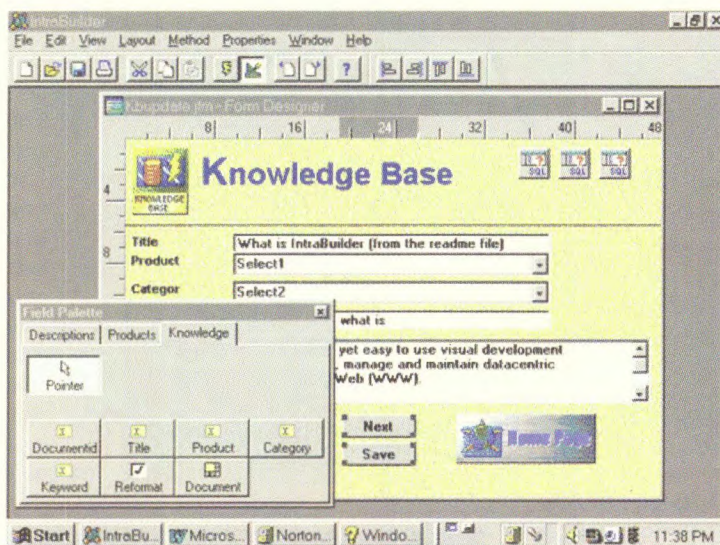 IntraBuilder
File Edit View Layout Method Properties Window Help
?
Kbupdate.jfm - Form Designer
8 16 24 32 40 48
4
8
KNOWLEDGE
BASE
Knowledge Base
SQL SQL SQL
Title What is IntraBuilder (from the readme file)
Product Select1
Categor Select2
what is
yet easy to use visual development
, manage and maintain datacentric
Web (WWW).
Next
Save
Home Page
Field Palette
Descriptions Products Knowledge
Pointer
Documentid Title Product Category
Keyword Reformat Document
Start IntraBu... Micros... Norton... Windo... 11:38 PM